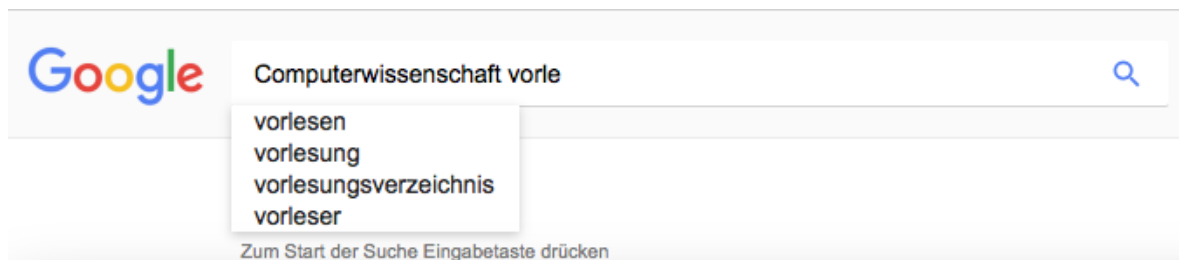 Google Computerwissenschaft vorle
vorlesen
vorlesung
vorlesungsverzeichnis
vorleser
Zum Start der Suche Eingabetaste drücken